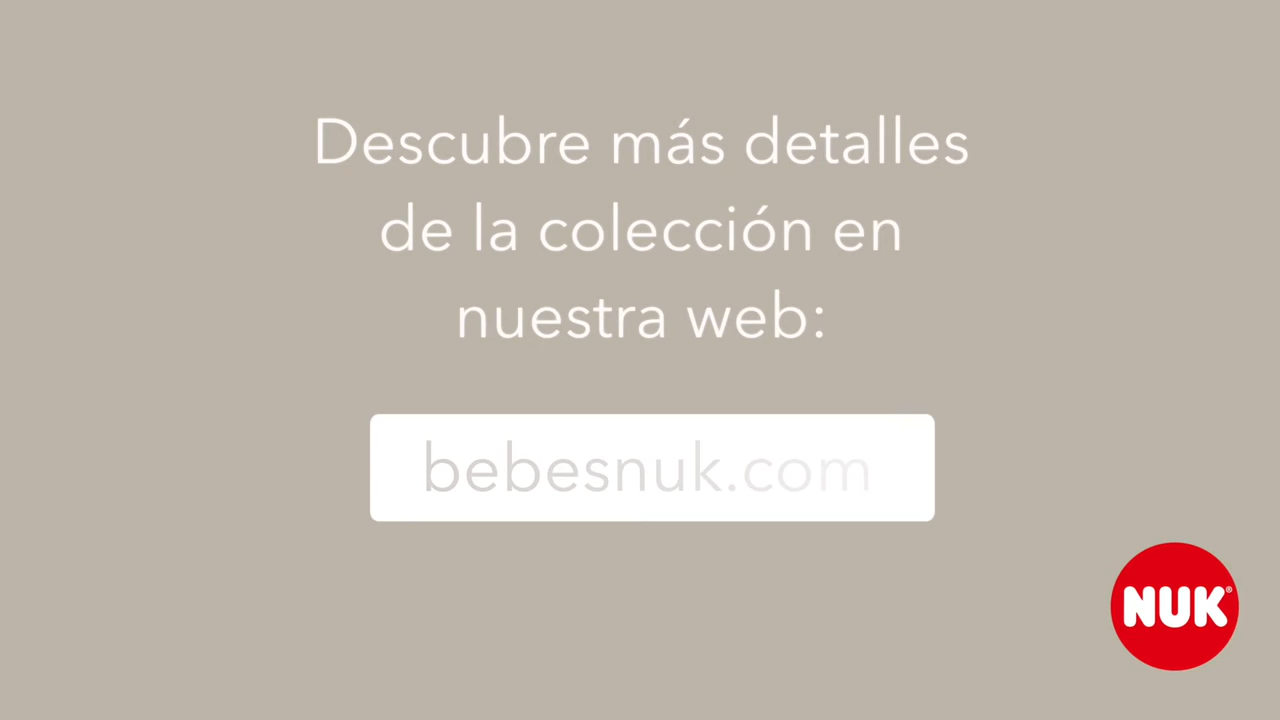 Descubre más detalles
de la colección en
nuestra web:
bebesnuk.com
NUK®